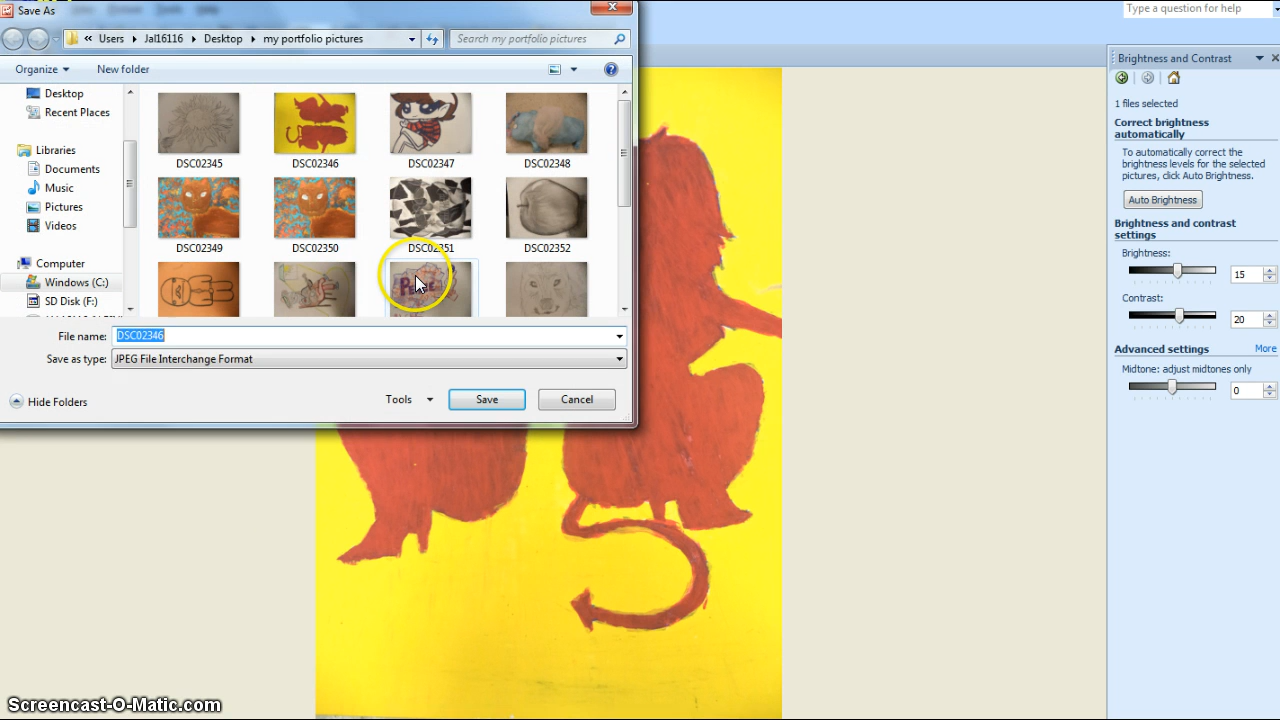 Save As
Type a question for help
« Users Jal16116 Desktop my portfolio pictures
Search my portfolio pictures
Brightness and Contrast
Organize
New folder
1 files selected
Correct brightness
automatically
To automatically correct the
brightness levels for the selected
pictures, click Auto Brightness.
Auto Brightness
Brightness and contrast
settings
Brightness:
15
Contrast:
20
Advanced settings
More
Midtone: adjust midtones only
0
Desktop
Recent Places
Libraries
Documents
Music
Pictures
Videos
Computer
Windows (C:)
SD Disk (F:)
DSC02345
DSC02346
DSC02347
DSC02348
DSC02349
DSC02350
DSC02351
DSC02352
File name:
DSC02346
Save as type:
JPEG File Interchange Format
Hide Folders
Tools
Save
Cancel
Screencast-O-Matic.com